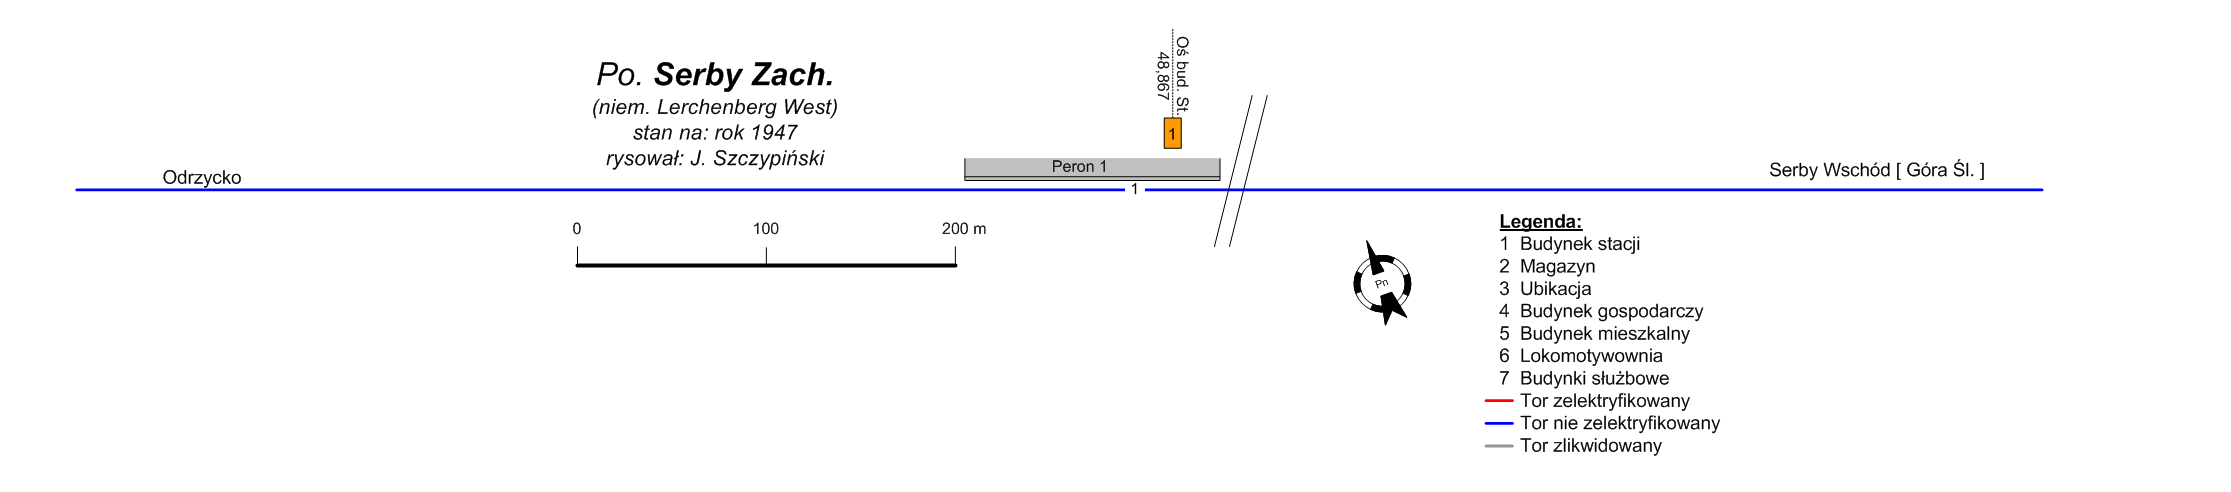 Po. Serby Zach.
(niem. Lerchenberg West)
stan na: rok 1947
rysował: J. Szczypiński
Oś bud. St.
48,867
1
Peron 1
Odrzycko
1
Serby Wschód [ Góra Śl. ]
0 100 200 m
Pn
Legenda:
1 Budynek stacji
2 Magazyn
3 Ubikacja
4 Budynek gospodarczy
5 Budynek mieszkalny
6 Lokomotywownia
7 Budynki służbowe
Tor zelektryfikowany
Tor nie zelektryfikowany
Tor zlikwidowany